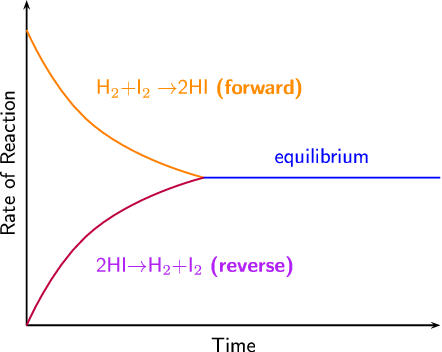 H₂+I₂ →2HI (forward)
equilibrium
Rate of Reaction
2HI→H₂+I₂ (reverse)
Time